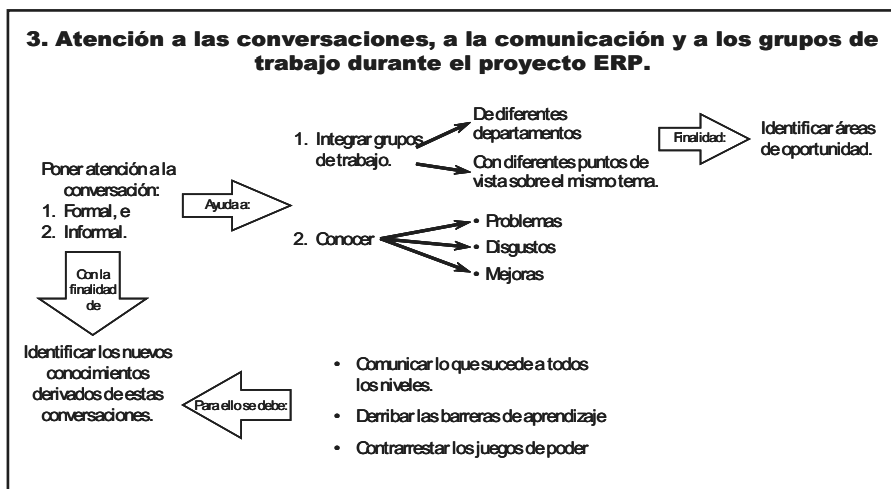 3. Atención a las conversaciones, a la comunicación y a los grupos de
trabajo durante el proyecto ERP.
Poner atención a la
conversación:
1. Formal, e
2. Informal.
Ayuda a:
1. Integrar grupos
de trabajo.
De diferentes
departamentos
Con diferentes puntos de
vista sobre el mismo tema.
Finalidad:
Identificar áreas
de oportunidad.
2. Conocer
• Problemas
• Disgustos
• Mejoras
Con la
finalidad
de
Identificar los nuevos
conocimientos
derivados de estas
conversaciones.
Para ello se debe:
• Comunicar lo que sucede a todos
los niveles.
• Derribar las barreras de aprendizaje
• Contrarrestar los juegos de poder